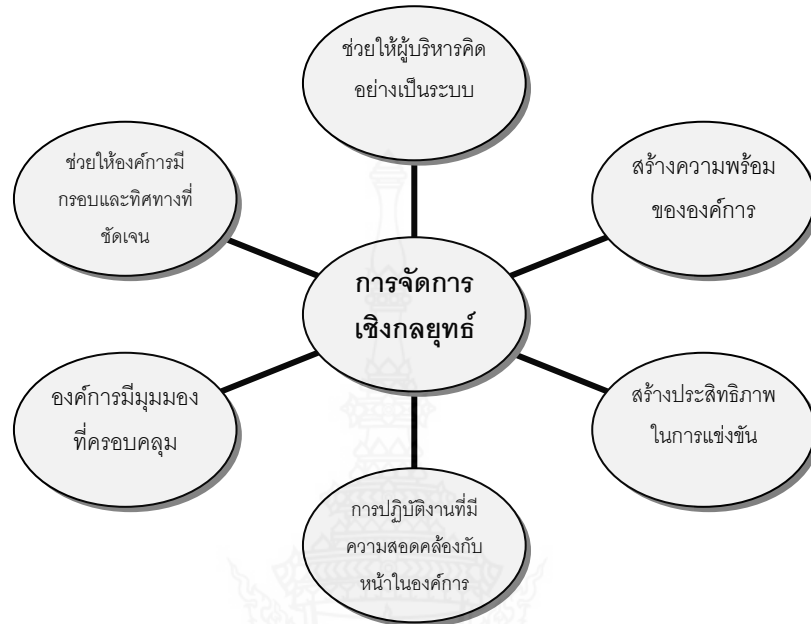 ช่วยให้ผู้บริหารคิด
อย่างเป็นระบบ
ช่วยให้องค์การมี
กรอบและทิศทางที่
ชัดเจน
สร้างความพร้อม
ขององค์การ
การจัดการ
เชิงกลยุทธ์
องค์การมีมุมมอง
ที่ครอบคลุม
สร้างประสิทธิภาพ
ในการแข่งขัน
การปฏิบัติงานที่มี
ความสอดคล้องกับ
หน้าในองค์การ